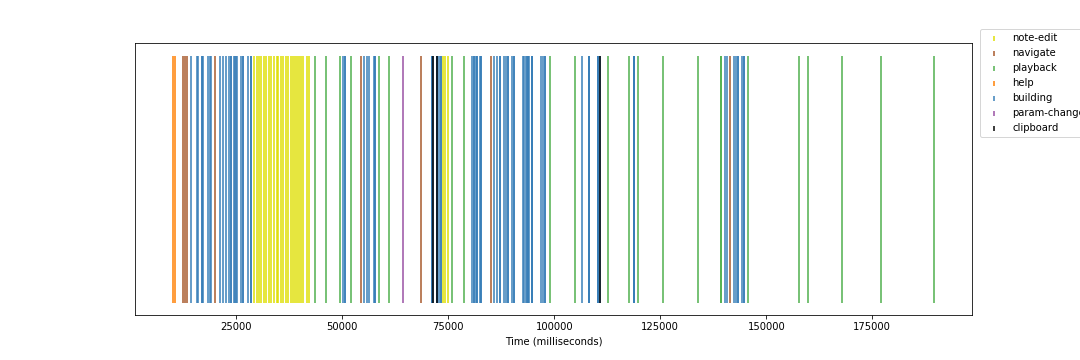 note-edit
navigate
playback
help
building
param-change
clipboard
25000 50000 75000 100000 125000 150000 175000
Time (milliseconds)